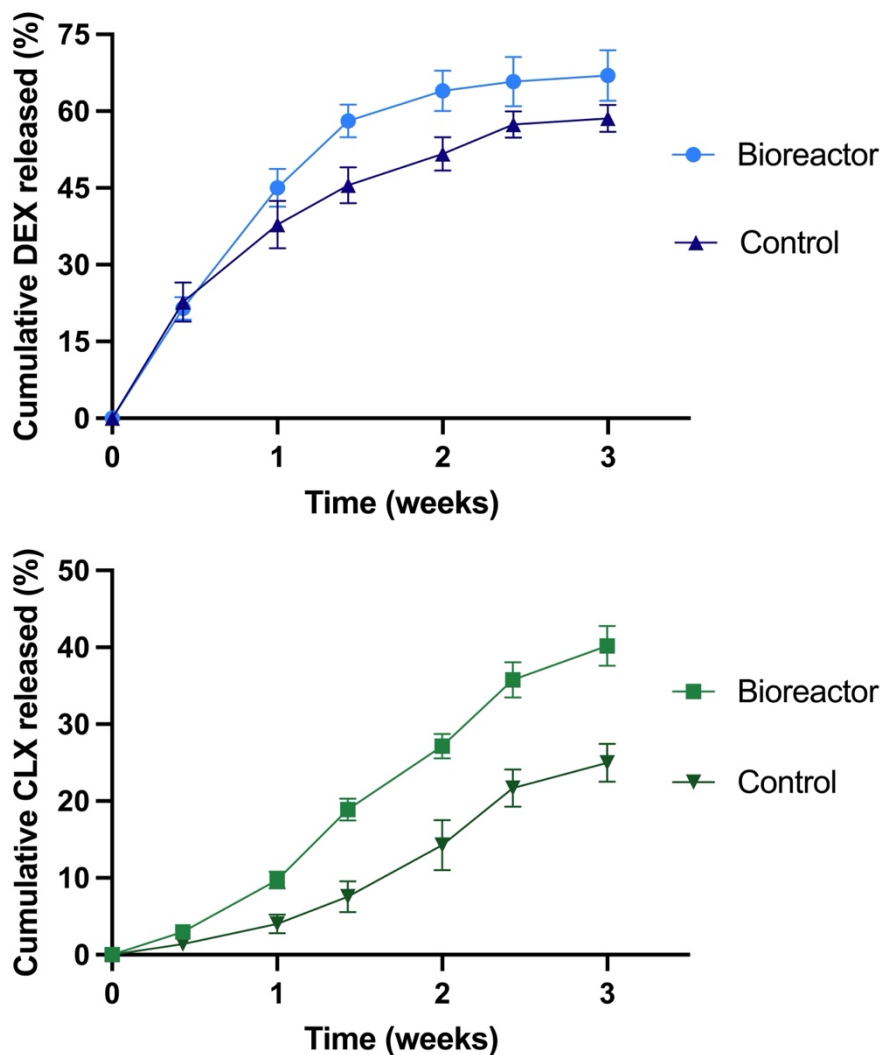 Cumulative DEX released (%)
75
60
45
30
15
0
0 1 2 3
Time (weeks)
Bioreactor
Control
Cumulative CLX released (%)
50
40
30
20
10
0
0 1 2 3
Time (weeks)
Bioreactor
Control